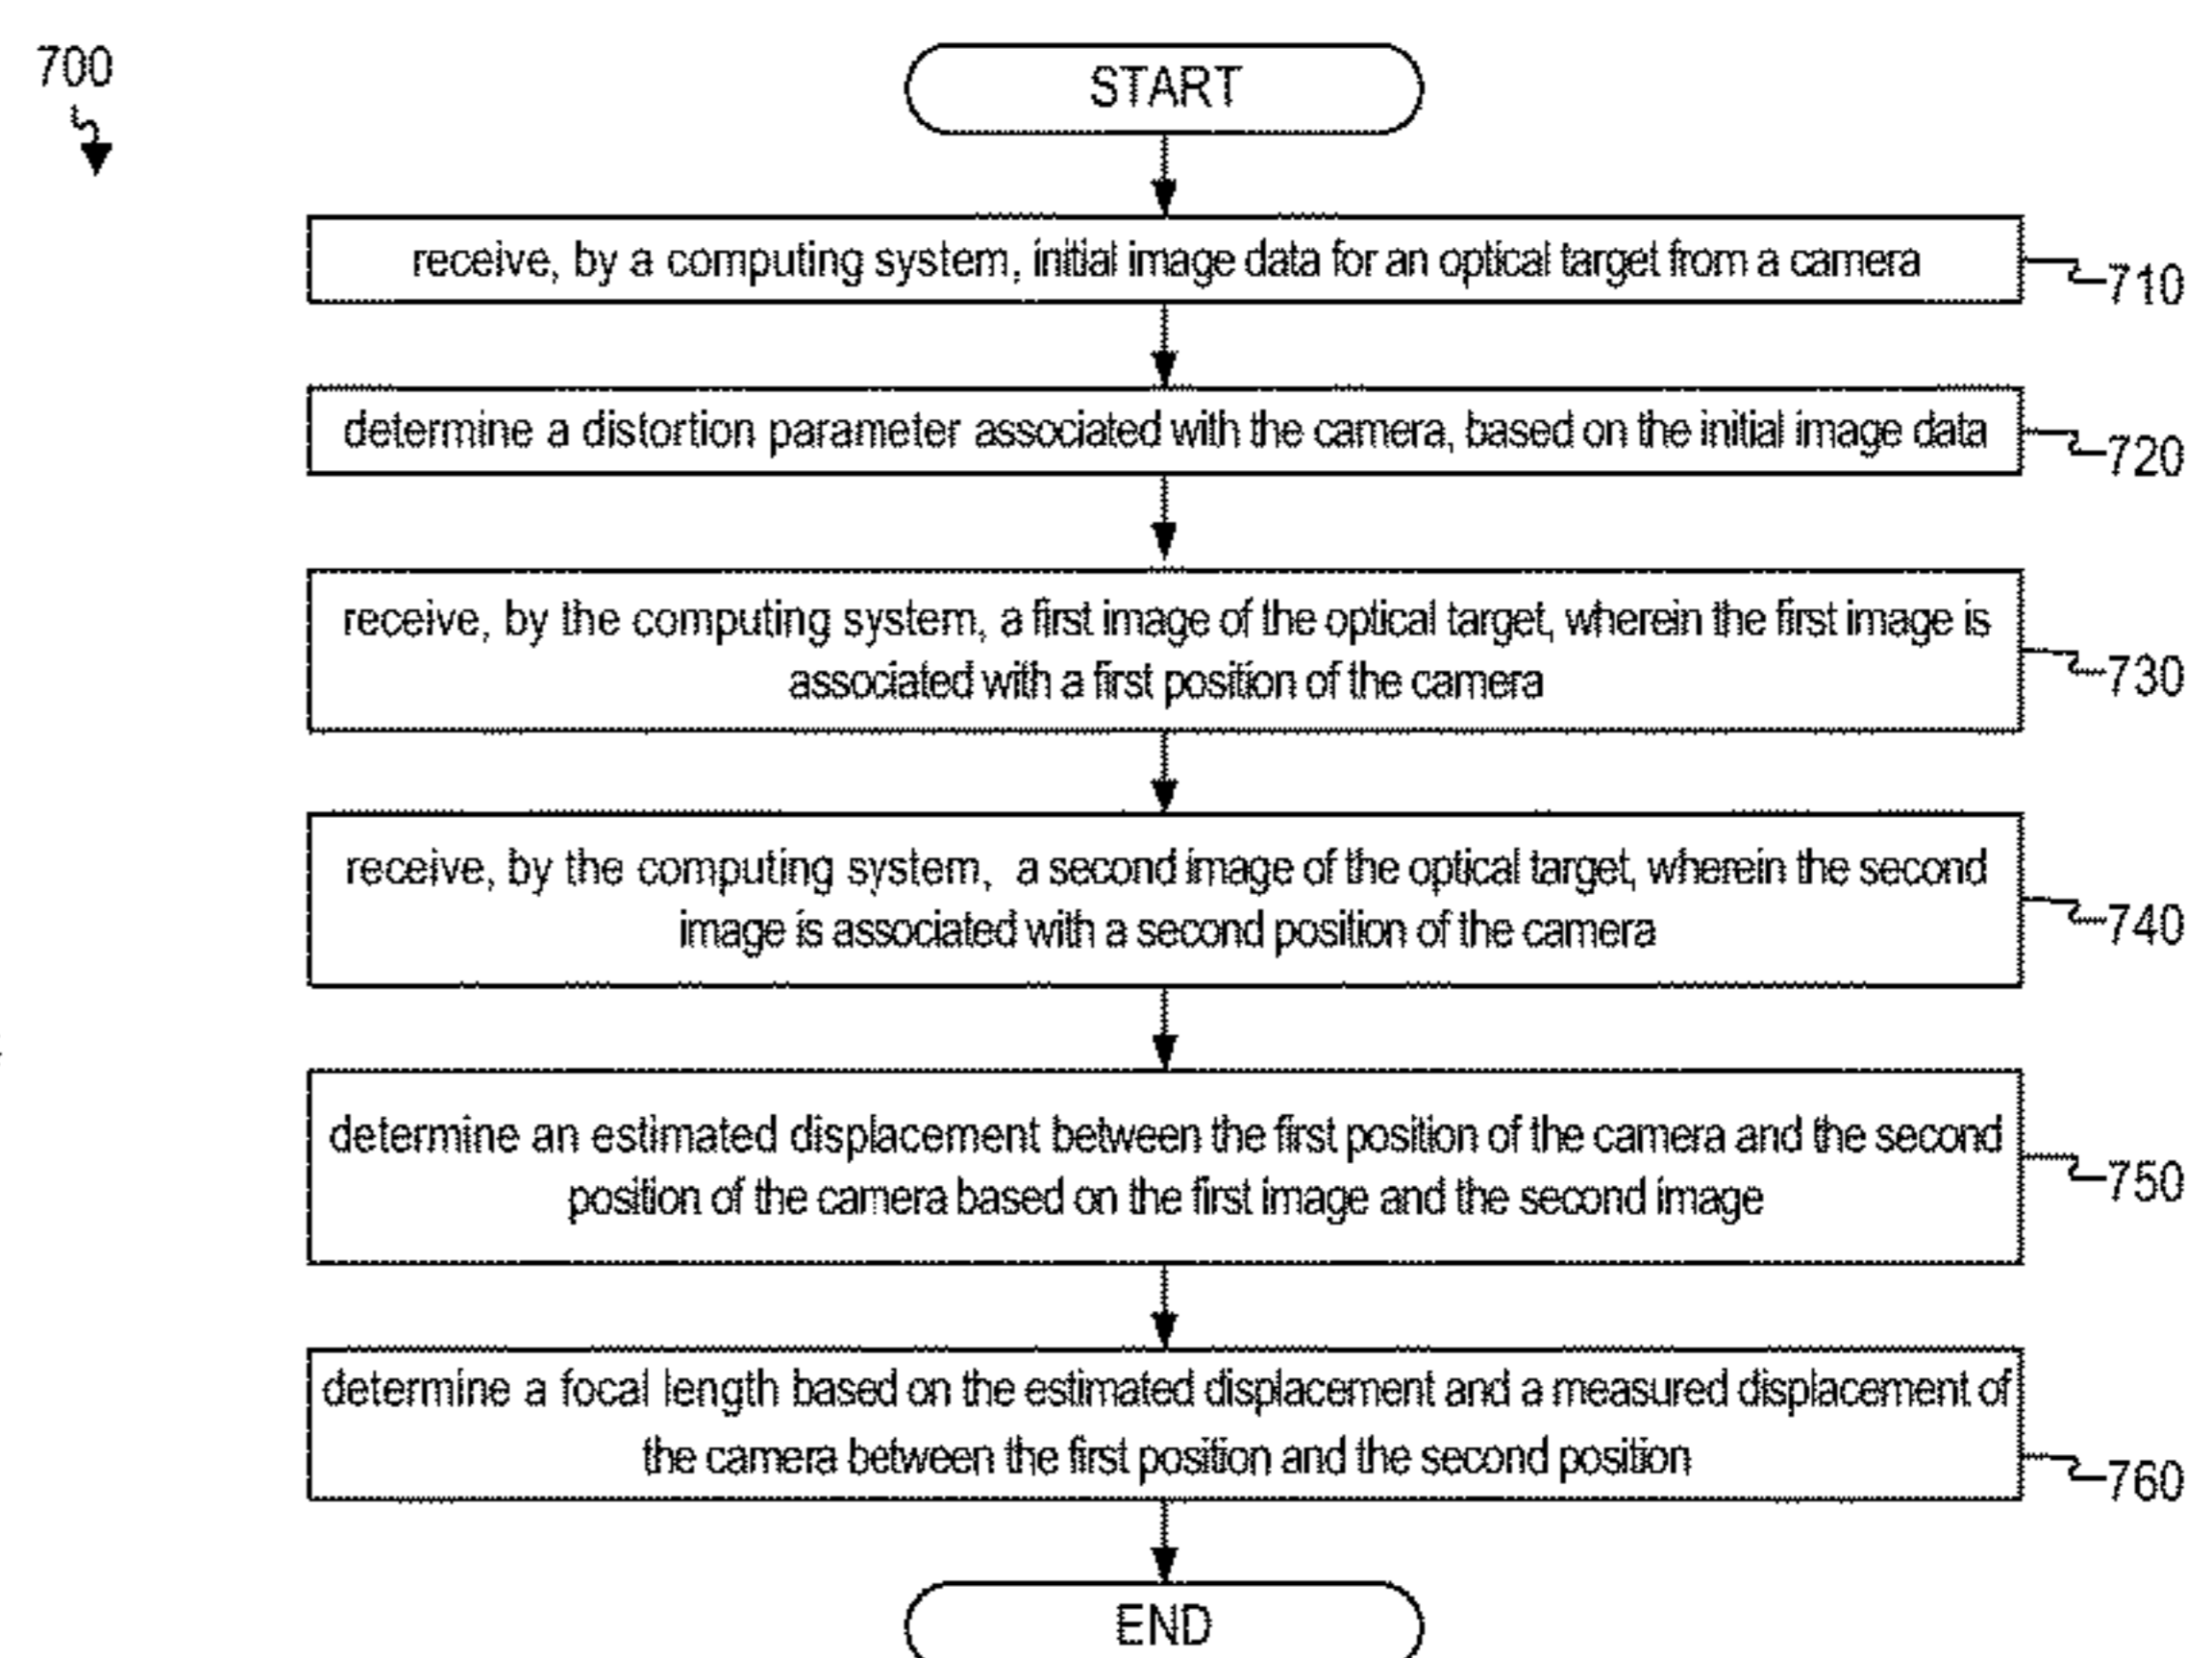 700
START
receive, by a computing system, initial image data for an optical target from a camera
710
determine a distortion parameter associated with the camera, based on the initial image data
720
receive, by the computing system, a first image of the optical target, wherein the first image is
associated with a first position of the camera
730
receive, by the computing system, a second image of the optical target, wherein the second
image is associated with a second position of the camera
740
determine an estimated displacement between the first position of the camera and the second
position of the camera based on the first image and the second image
750
determine a focal length based on the estimated displacement and a measured displacement of
the camera between the first position and the second position
760
END